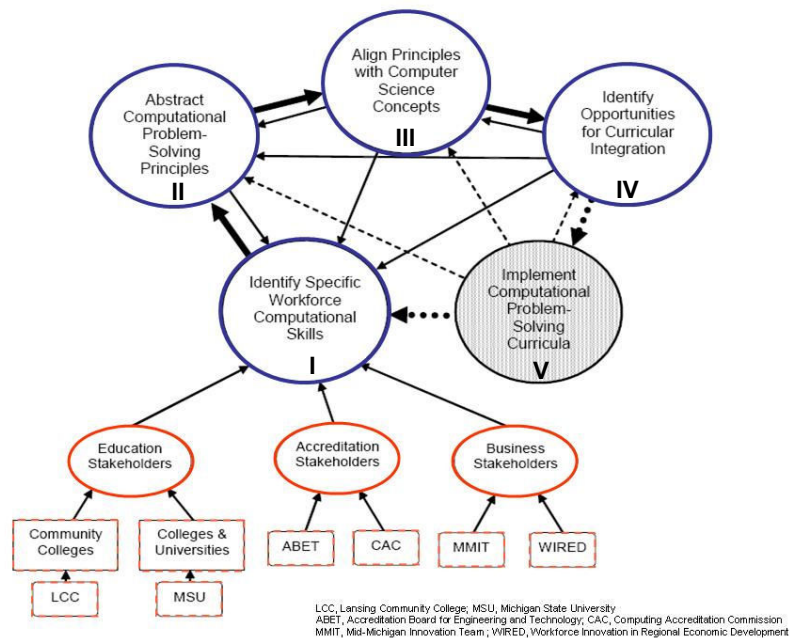 Align Principles
with Computer
Science
Concepts
III
Abstract
Computational
Problem-
Solving
Principles
II
Identify
Opportunities
for Curricular
Integration
IV
Identify Specific
Workforce
Computational
Skills
I
Implement
Computational
Problem-
Solving
Curricula
V
Education
Stakeholders
Accreditation
Stakeholders
Business
Stakeholders
Community
Colleges
Colleges &
Universities
ABET
CAC
MMIT
WIRED
LCC
MSU
LCC, Lansing Community College; MSU, Michigan State University
ABET, Accreditation Board for Engineering and Technology; CAC, Computing Accreditation Commission
MMIT, Mid-Michigan Innovation Team ; WIRED, Workforce Innovation in Regional Economic Development